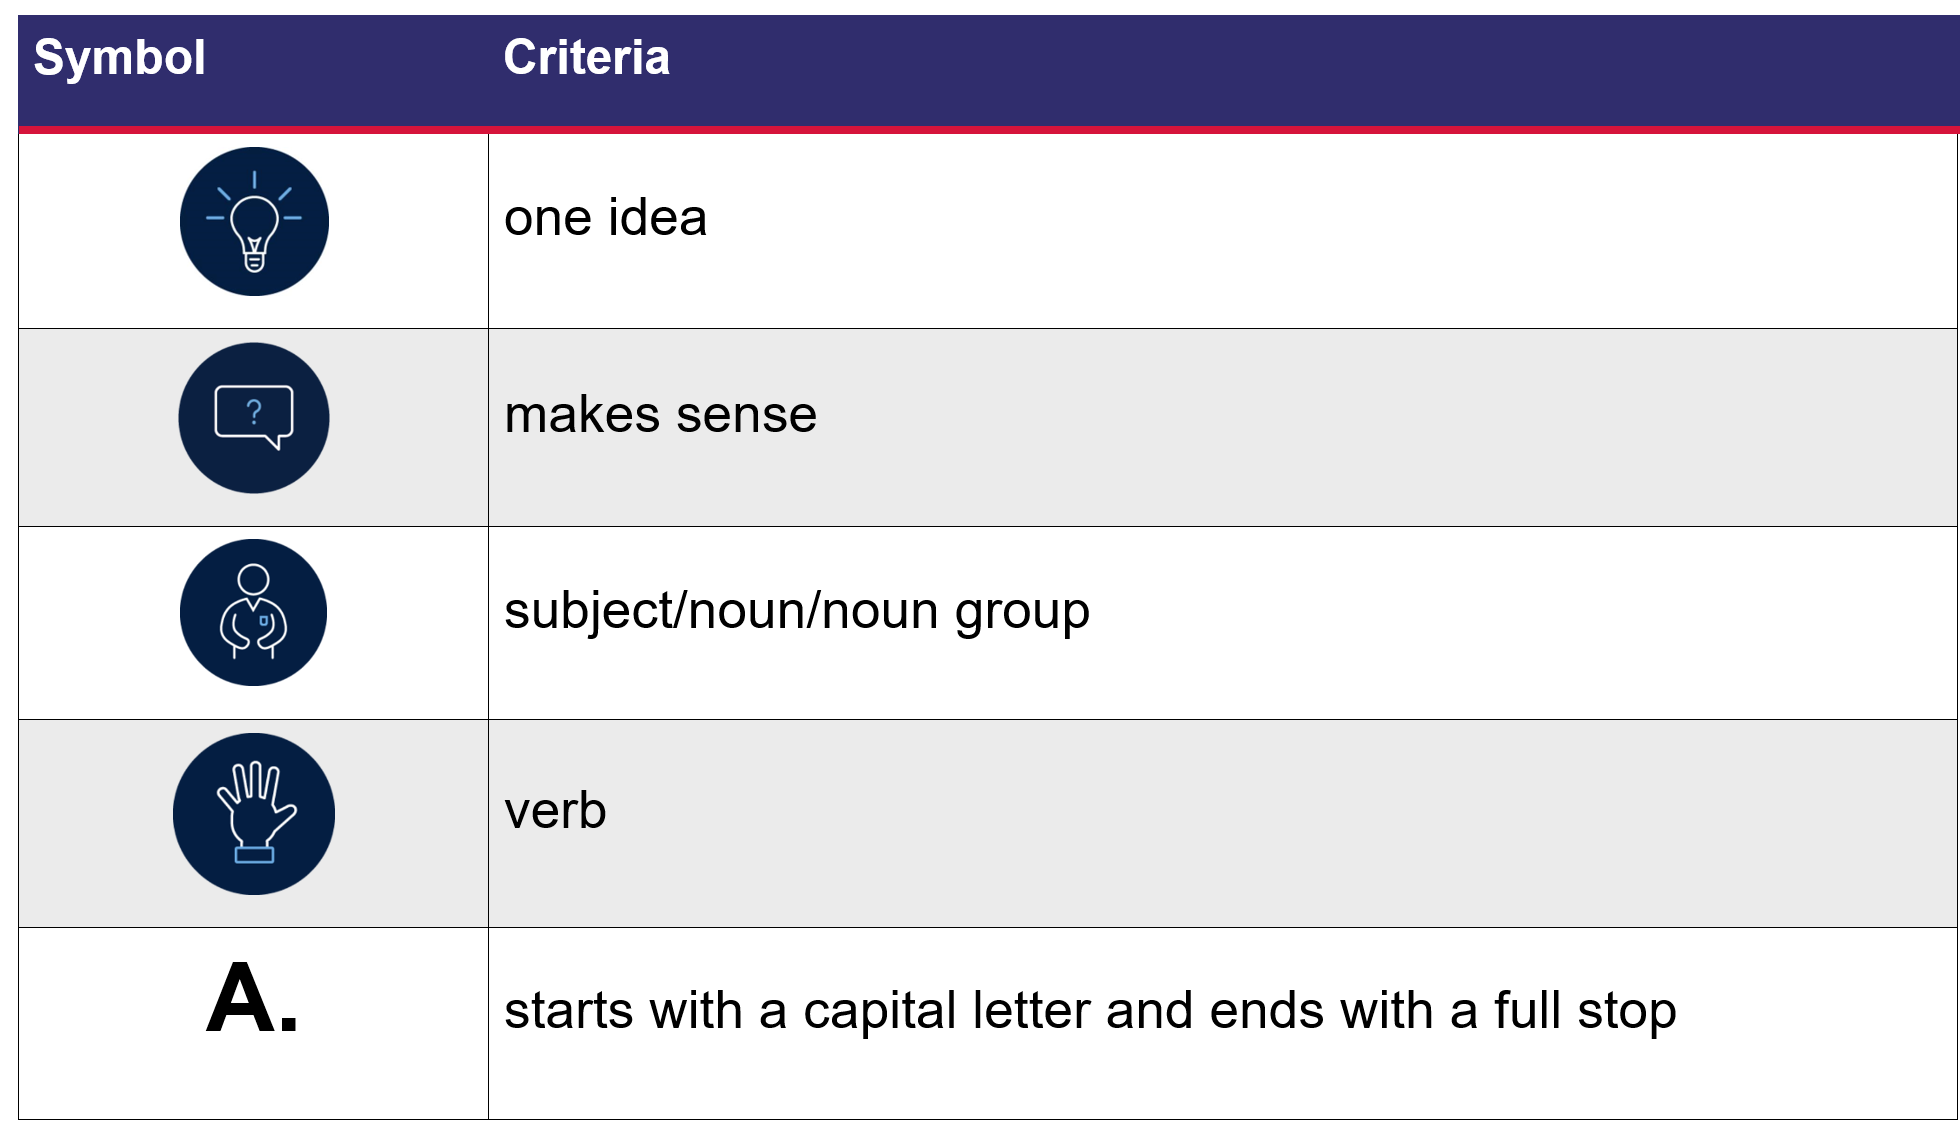 Symbol Criteria
one idea
?
makes sense
subject/noun/noun group
verb
A.
starts with a capital letter and ends with a full stop